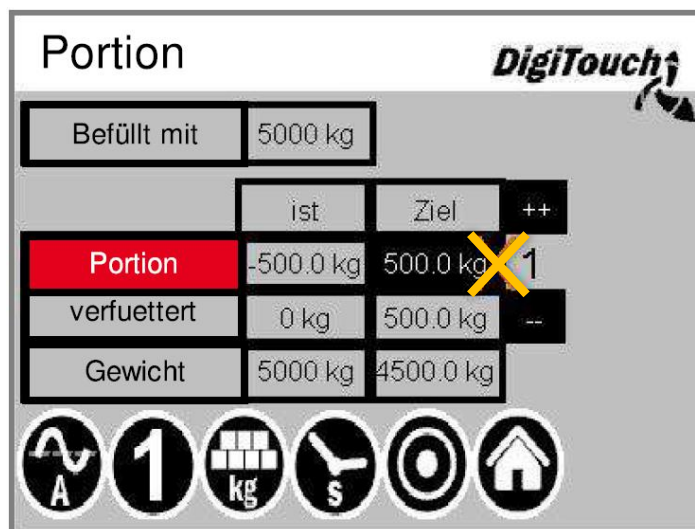 Portion
DigiTouch
Befüllt mit 5000 kg
ist Ziel ++
Portion -500.0 kg 500.0 kg 1
verfuettert 0 kg 500.0 kg --
Gewicht 5000 kg 4500.0 kg
A 1 kg s